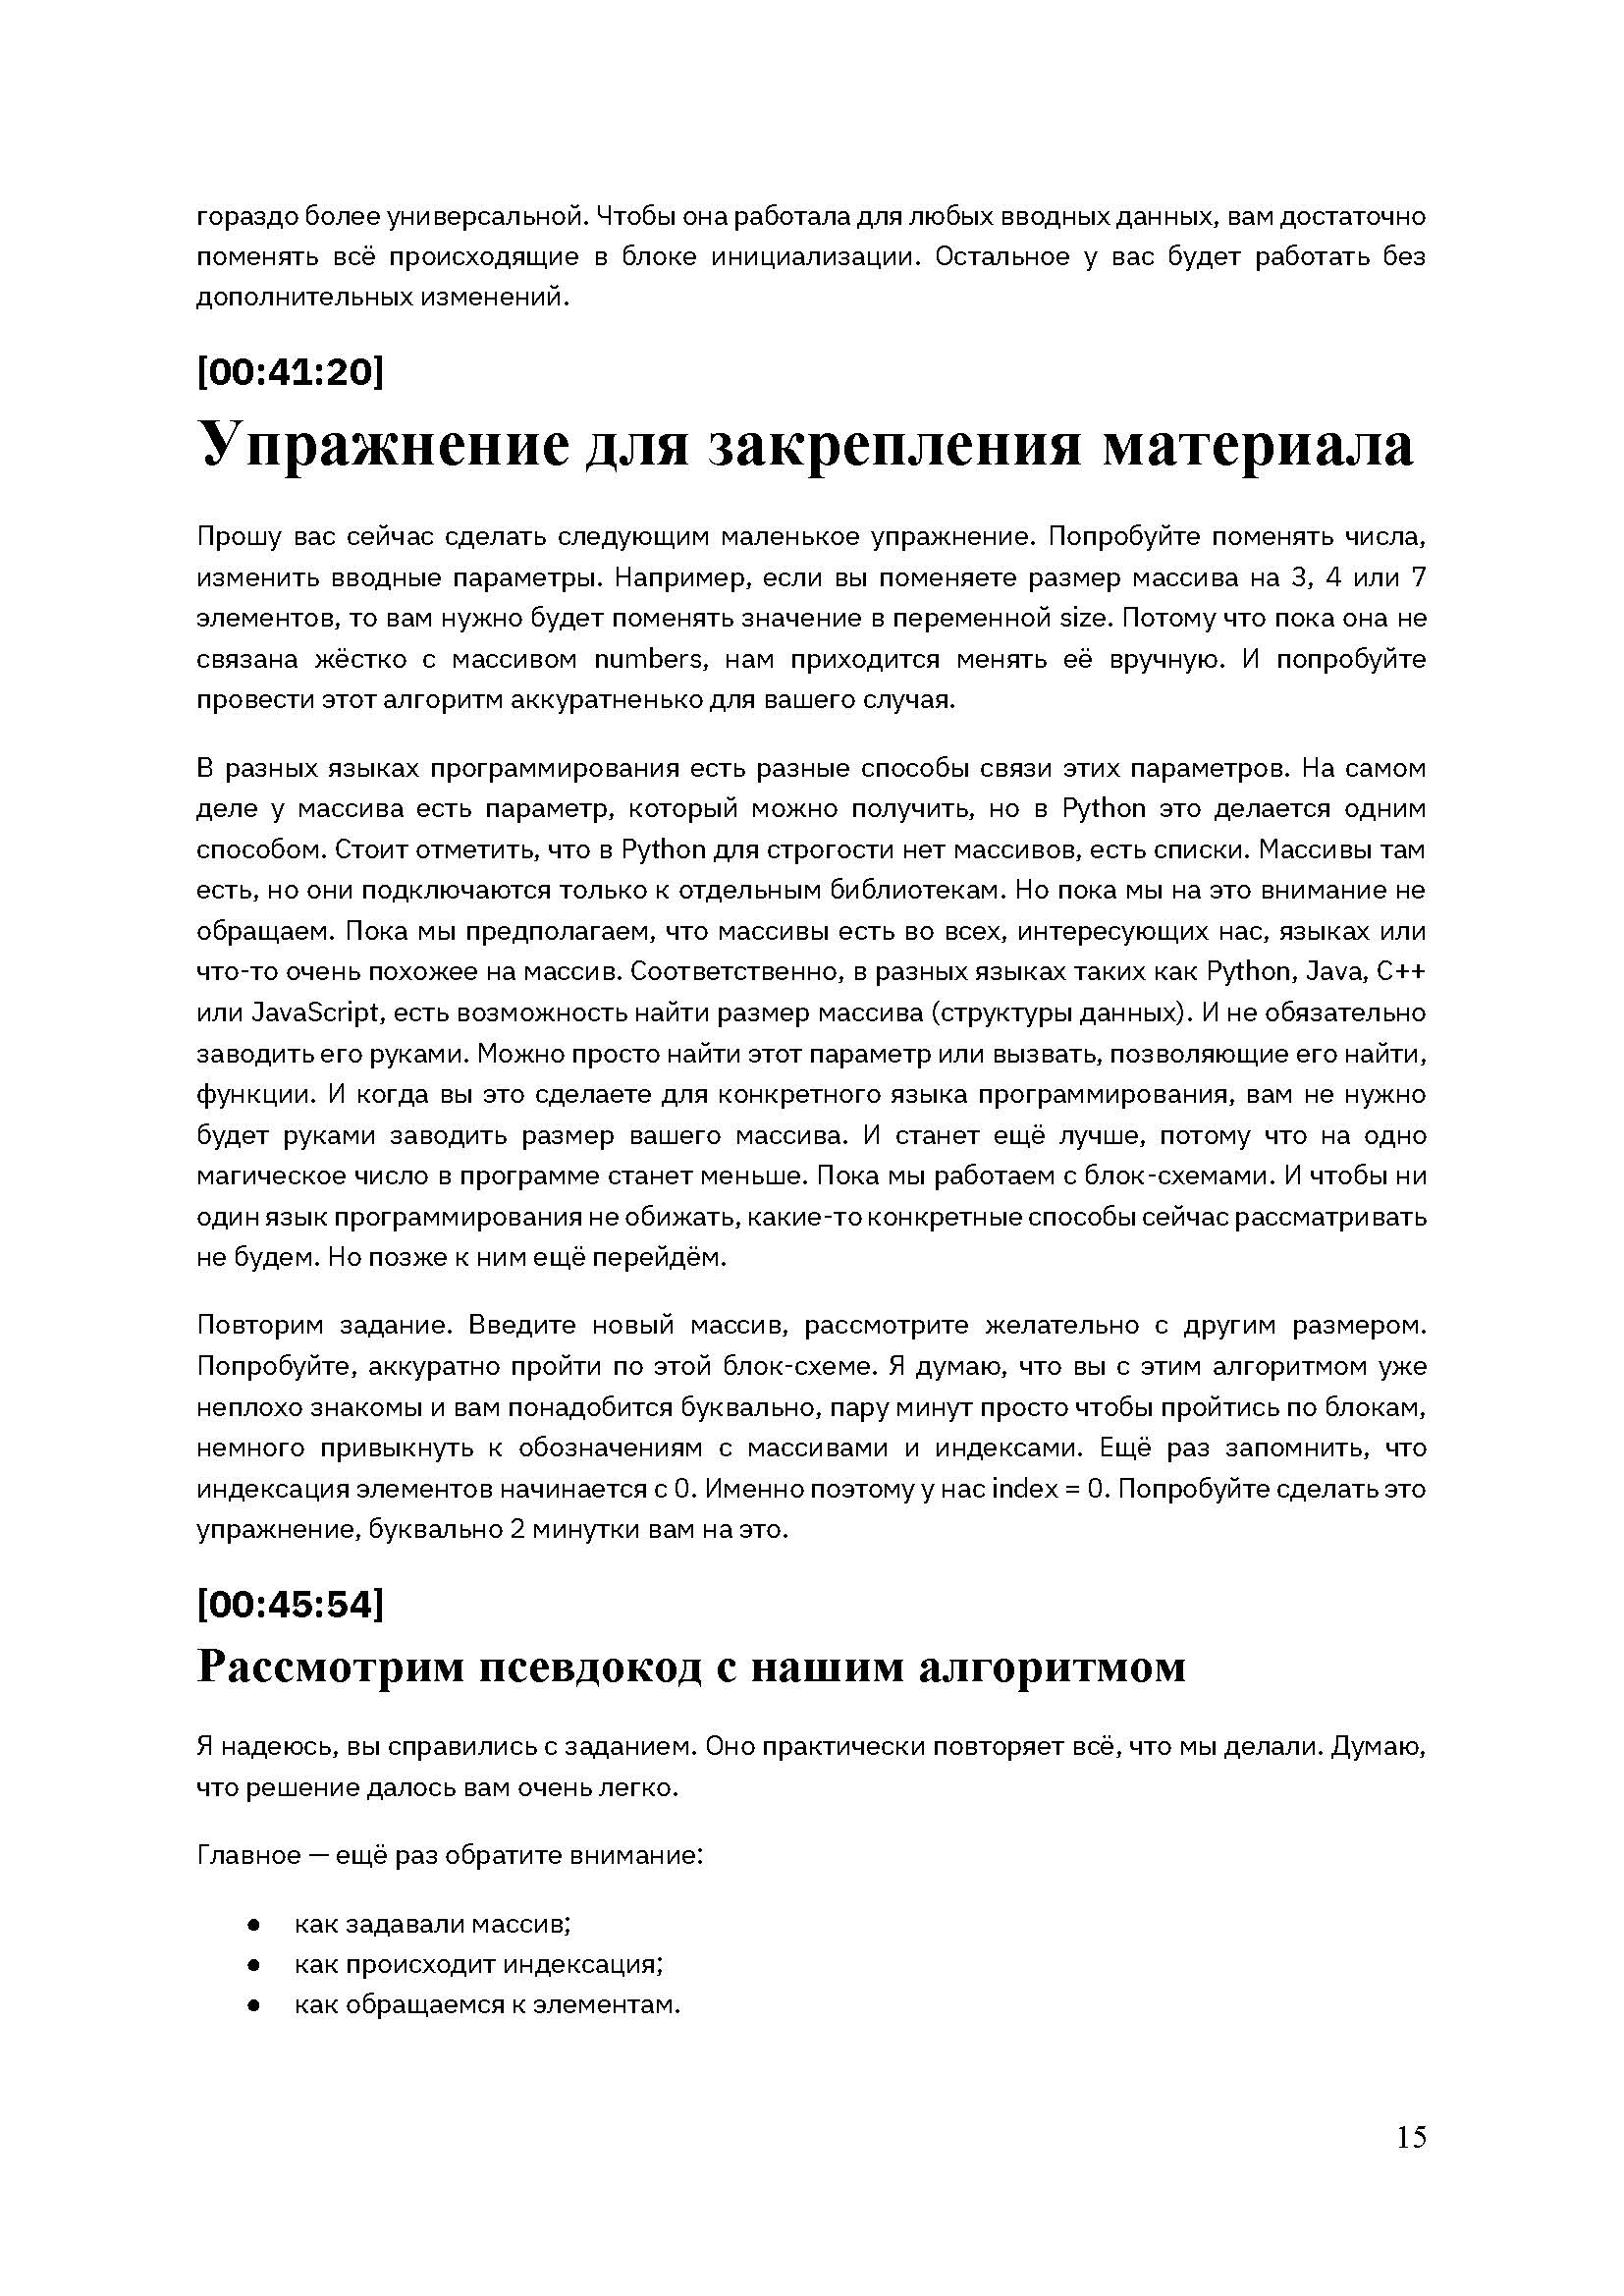 гораздо более универсальной. Чтобы она работала для любых вводных данных, вам достаточно
поменять всё происходящие в блоке инициализации. Остальное у вас будет работать без
дополнительных изменений.
[00:41:20]
Упражнение для закрепления материала
Прошу вас сейчас сделать следующим маленькое упражнение. Попробуйте поменять числа,
изменить вводные параметры. Например, если вы поменяете размер массива на 3, 4 или 7
элементов, то вам нужно будет поменять значение в переменной size. Потому что пока она не
связана жёстко с массивом numbers, нам приходится менять её вручную. И попробуйте
провести этот алгоритм аккуратненько для вашего случая.
В разных языках программирования есть разные способы связи этих параметров. На самом
деле у массива есть параметр, который можно получить, но в Python это делается одним
способом. Стоит отметить, что в Python для строгости нет массивов, есть списки. Массивы там
есть, но они подключаются только к отдельным библиотекам. Но пока мы на это внимание не
обращаем. Пока мы предполагаем, что массивы есть во всех, интересующих нас, языках или
что-то очень похожее на массив. Соответственно, в разных языках таких как Python, Java, C++
или JavaScript, есть возможность найти размер массива (структуры данных). И не обязательно
заводить его руками. Можно просто найти этот параметр или вызвать, позволяющие его найти,
функции. И когда вы это сделаете для конкретного языка программирования, вам не нужно
будет руками заводить размер вашего массива. И станет ещё лучше, потому что на одно
магическое число в программе станет меньше. Пока мы работаем с блок-схемами. И чтобы ни
один язык программирования не обижать, какие-то конкретные способы сейчас рассматривать
не будем. Но позже к ним ещё перейдём.
Повторим задание. Введите новый массив, рассмотрите желательно с другим размером.
Попробуйте, аккуратно пройти по этой блок-схеме. Я думаю, что вы с этим алгоритмом уже
неплохо знакомы и вам понадобится буквально, пару минут просто чтобы пройтись по блокам,
немного привыкнуть к обозначениям с массивами и индексами. Ещё раз запомнить, что
индексация элементов начинается с 0. Именно поэтому у нас index = 0. Попробуйте сделать это
упражнение, буквально 2 минутки вам на это.
[00:45:54]
Рассмотрим псевдокод с нашим алгоритмом
Я надеюсь, вы справились с заданием. Оно практически повторяет всё, что мы делали. Думаю,
что решение далось вам очень легко.
Главное — ещё раз обратите внимание:
● как задавали массив;
● как происходит индексация;
● как обращаемся к элементам.
15